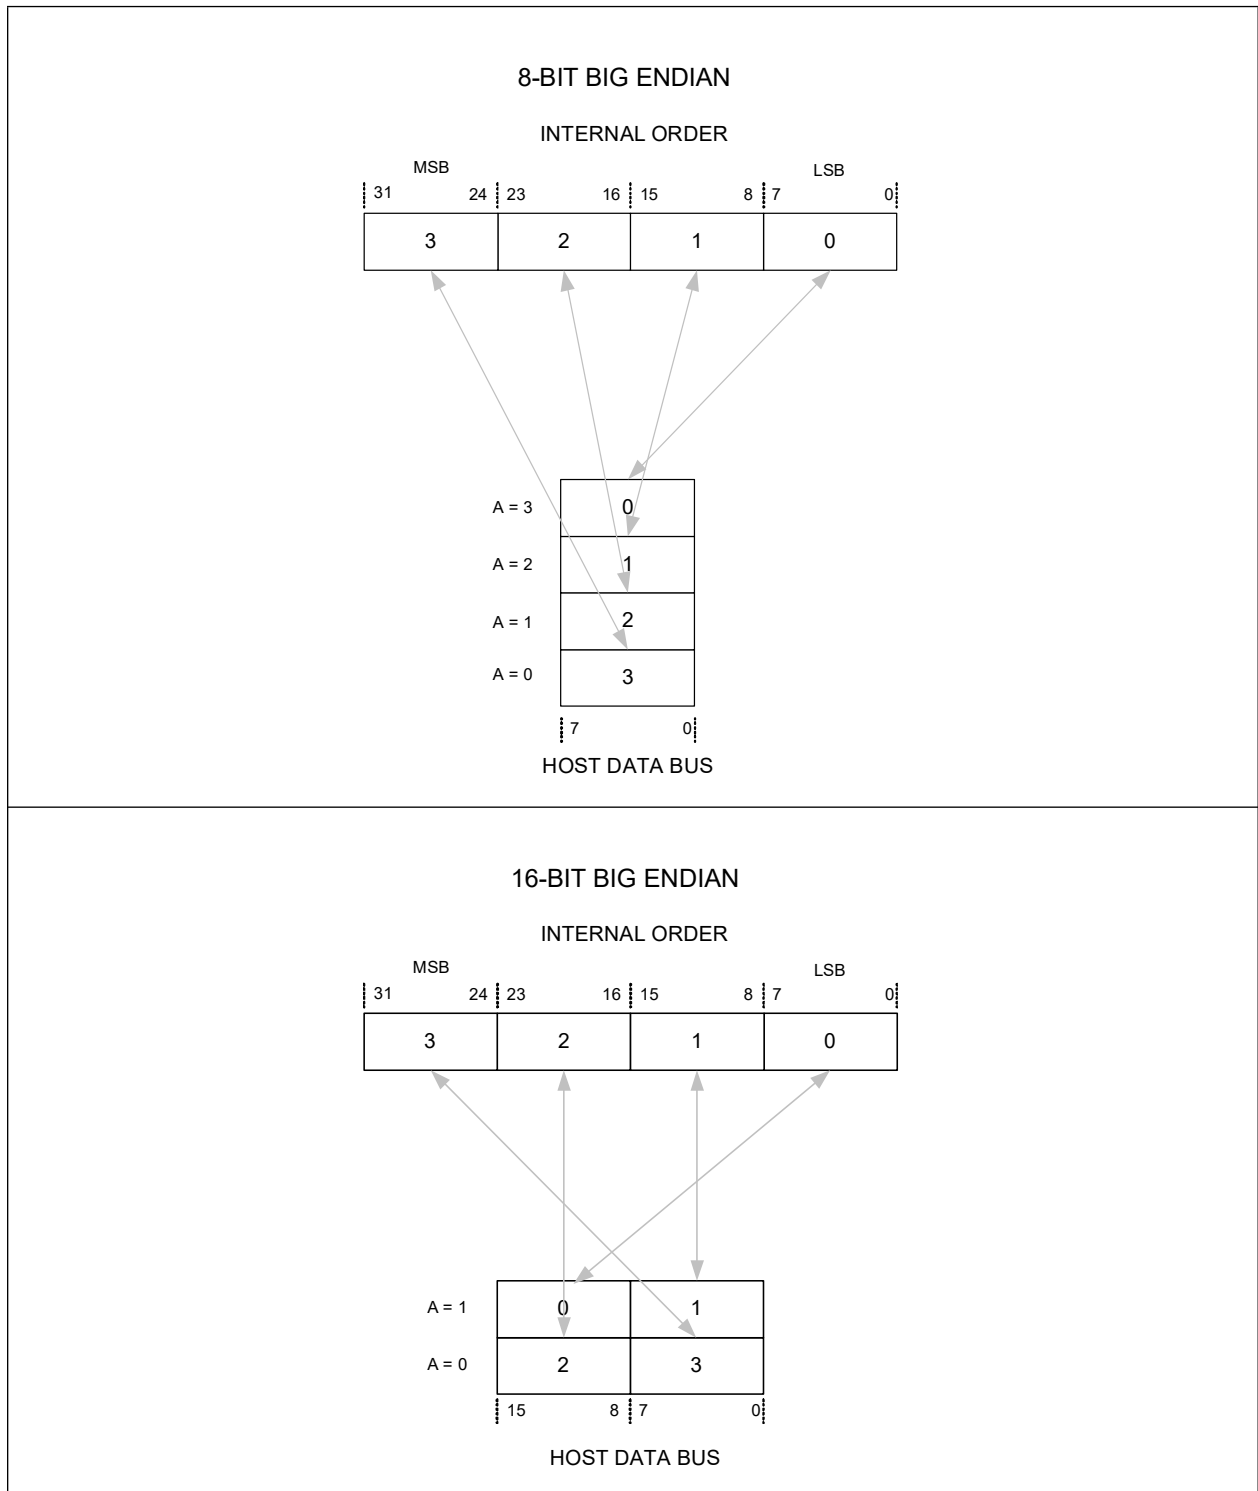 8-BIT BIG ENDIAN
INTERNAL ORDER
MSB LSB
31 24 23 16 15 8 7 0
3 2 1 0
A = 3 0
A = 2 1
A = 1 2
A = 0 3
7 0
HOST DATA BUS
16-BIT BIG ENDIAN
INTERNAL ORDER
MSB LSB
31 24 23 16 15 8 7 0
3 2 1 0
A = 1 0 1
A = 0 2 3
15 8 7 0
HOST DATA BUS